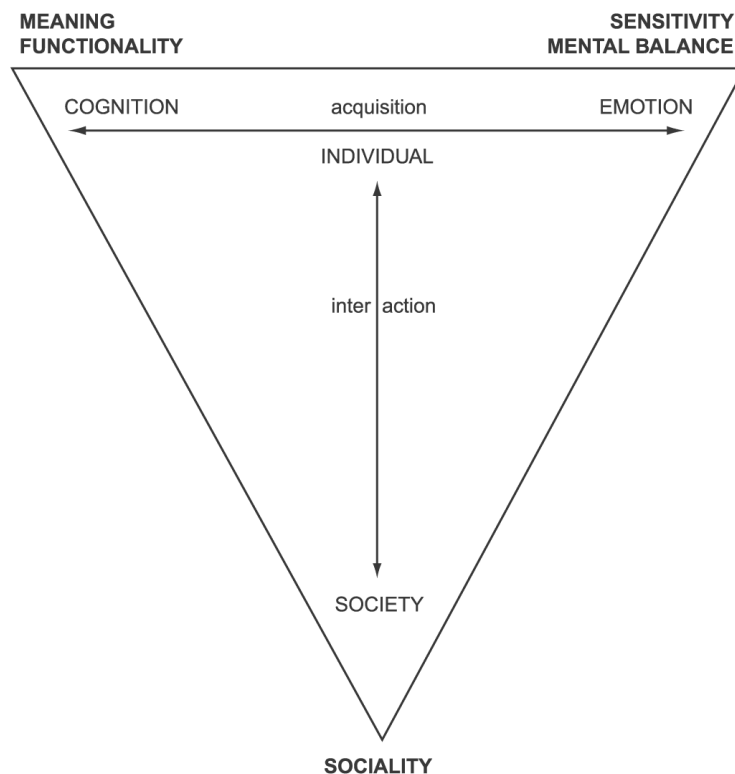 MEANING
FUNCTIONALITY
SENSITIVITY
MENTAL BALANCE
COGNITION
acquisition
EMOTION
INDIVIDUAL
inter action
SOCIETY
SOCIALITY